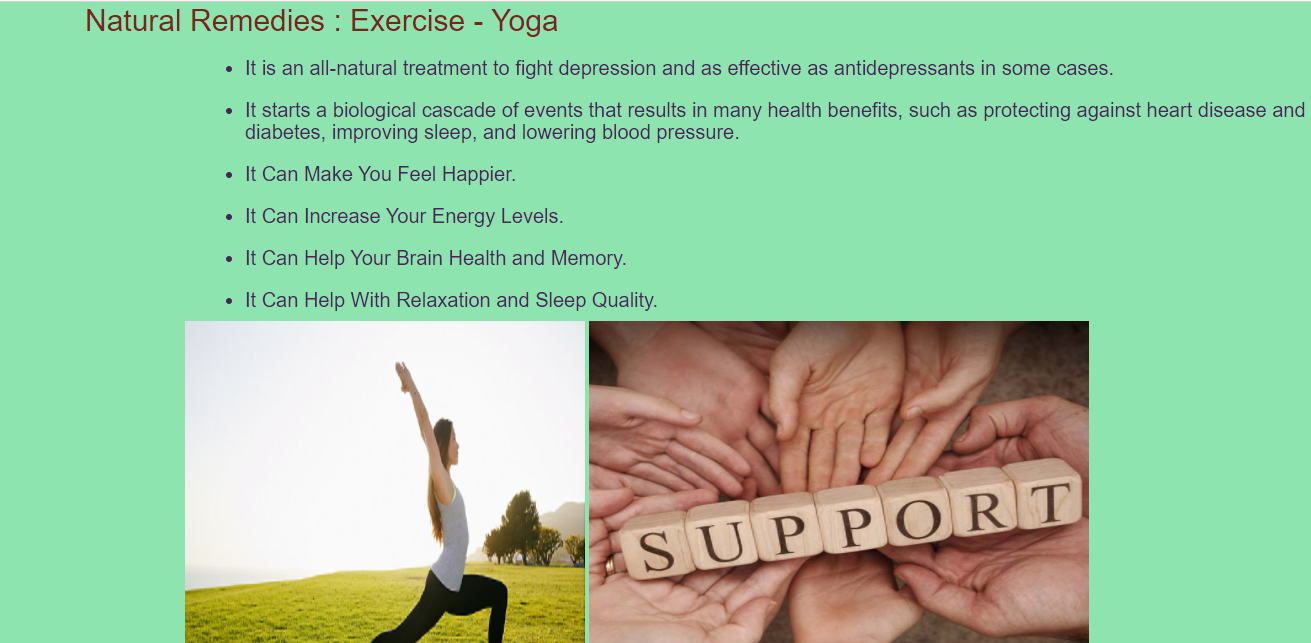 Natural Remedies : Exercise - Yoga
• It is an all-natural treatment to fight depression and as effective as antidepressants in some cases.
• It starts a biological cascade of events that results in many health benefits, such as protecting against heart disease and
diabetes, improving sleep, and lowering blood pressure.
• It Can Make You Feel Happier.
• It Can Increase Your Energy Levels.
• It Can Help Your Brain Health and Memory.
• It Can Help With Relaxation and Sleep Quality.
SUPPORT